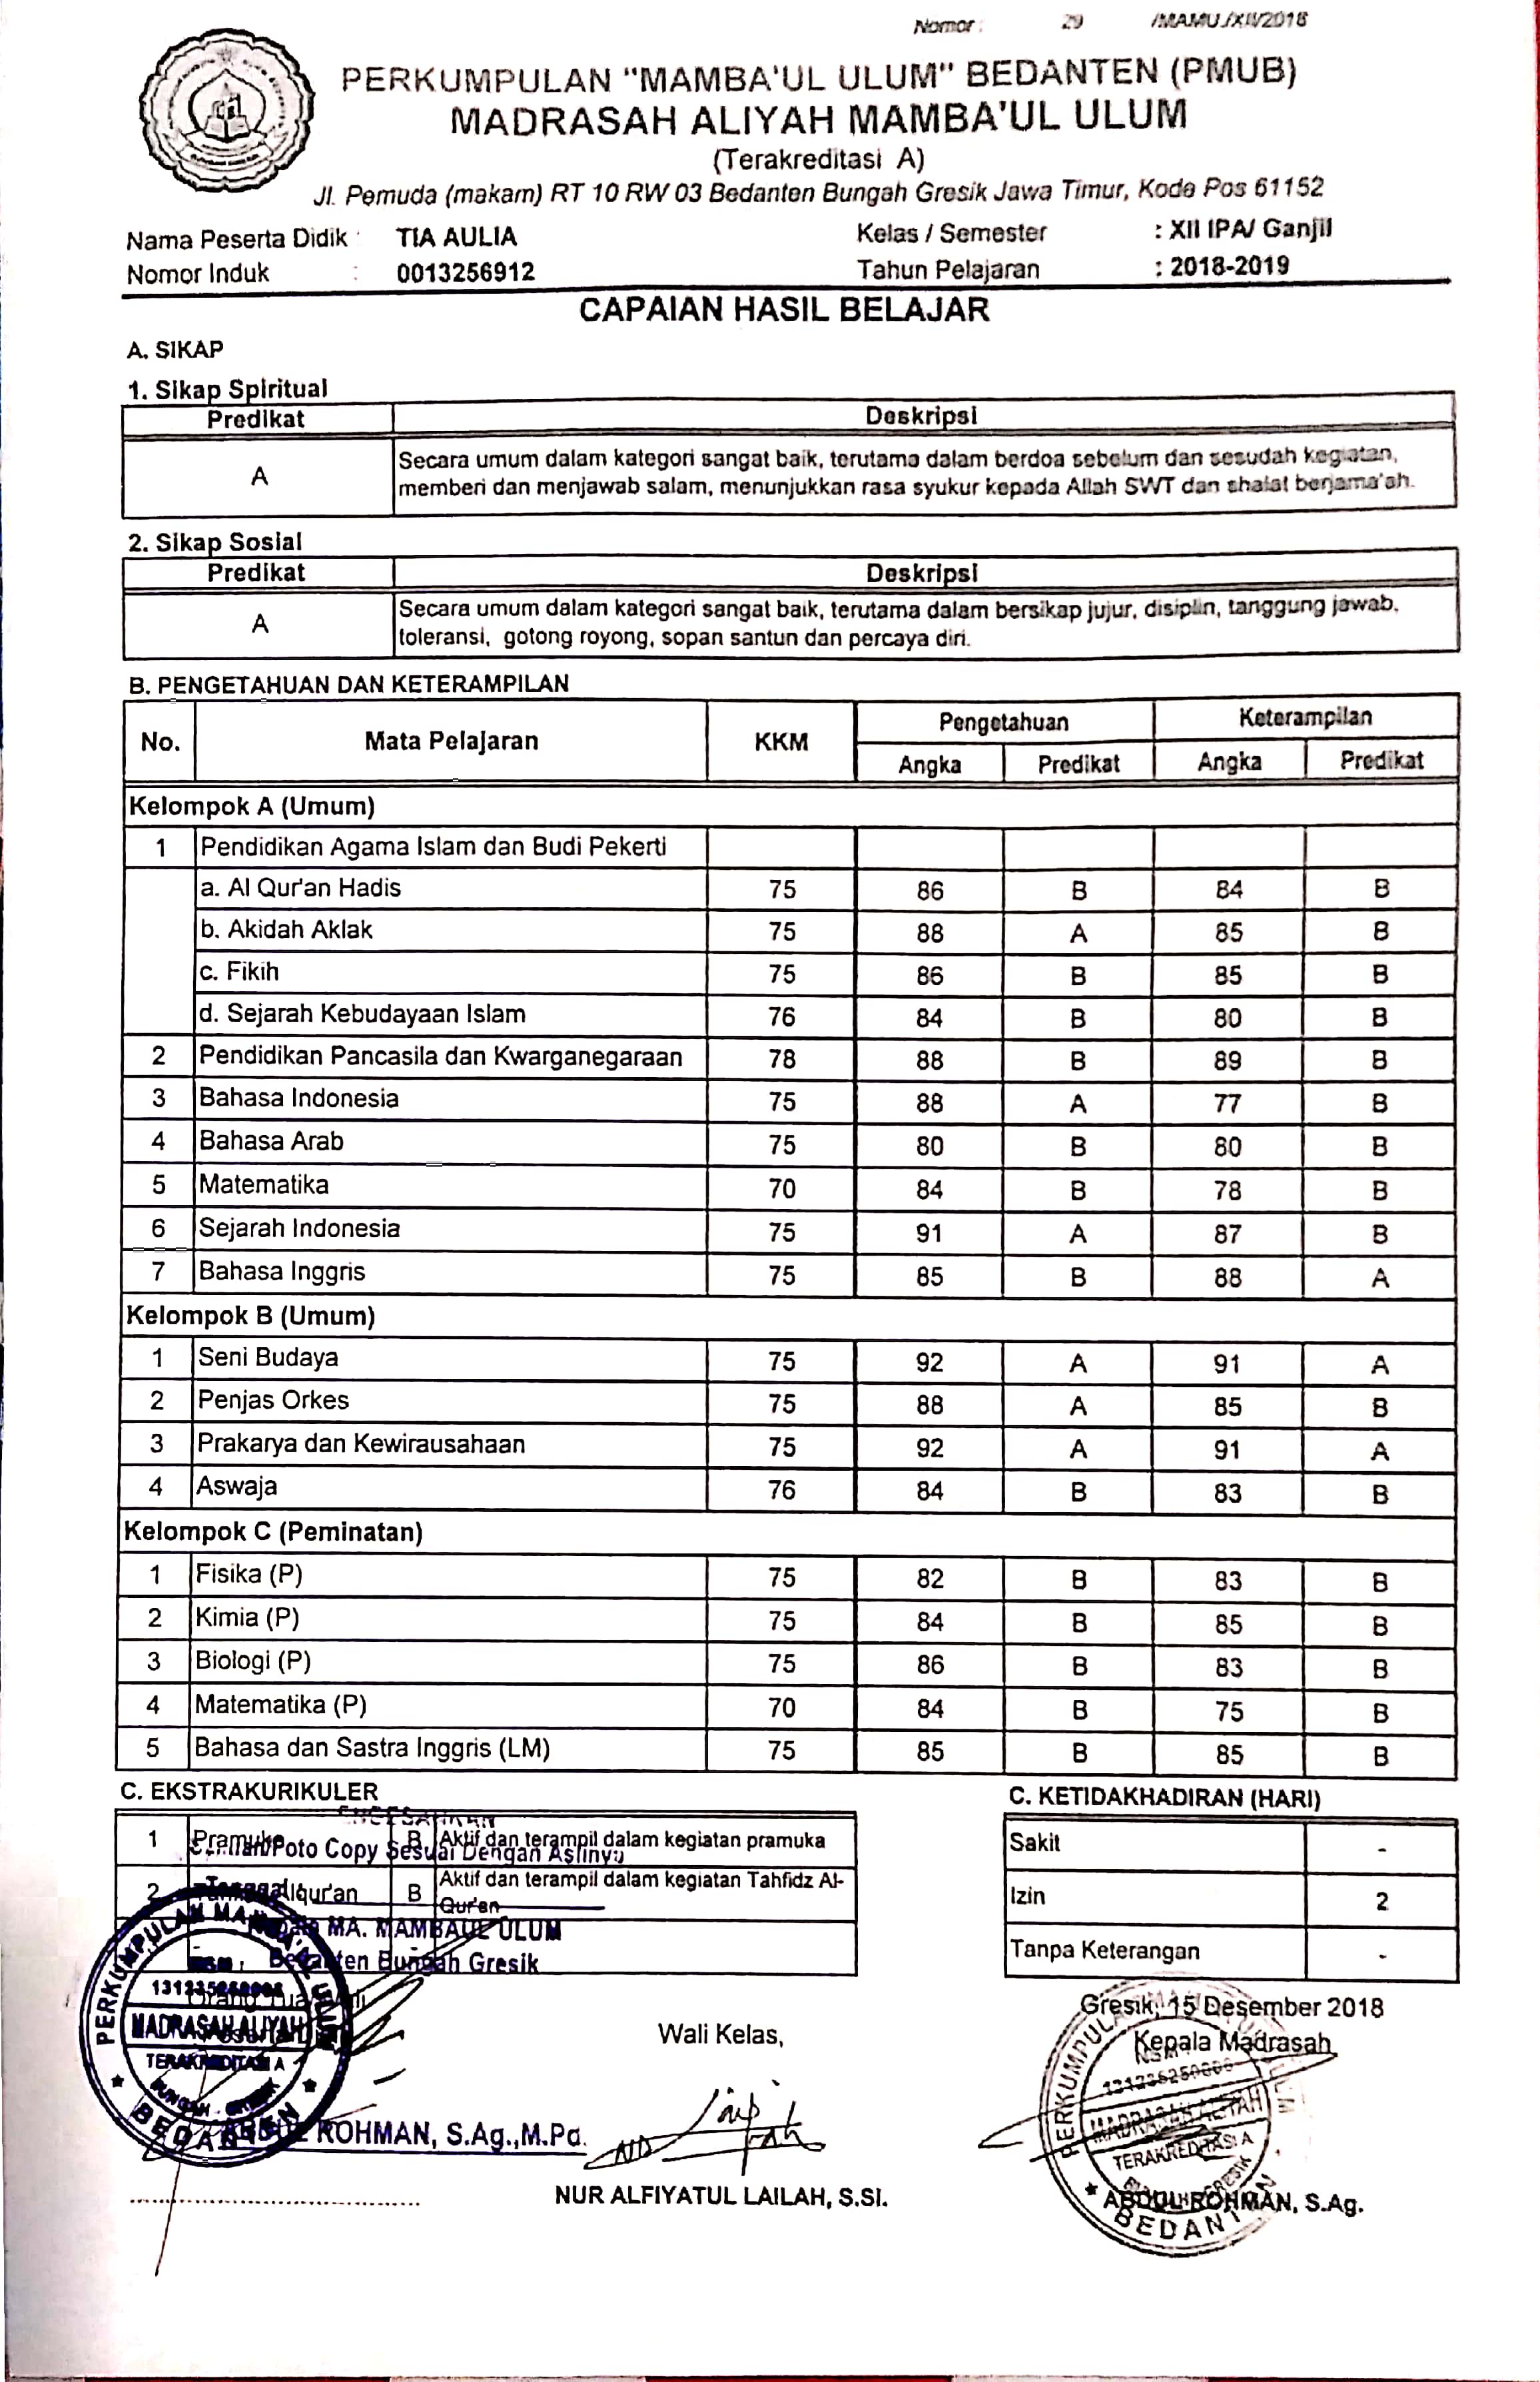 Nomor : 29 /MAMU./XII/2018
PERKUMPULAN "MAMBA'UL ULUM" BEDANTEN (PMUB)
MADRASAH ALIYAH MAMBA'UL ULUM
(Terakreditasi A)
Jl. Pemuda (makam) RT 10 RW 03 Bedanten Bungah Gresik Jawa Timur, Kode Pos 61152
Nama Peserta Didik : TIA AULIA Kelas / Semester : XII IPA/ Ganjil
Nomor Induk : 0013256912 Tahun Pelajaran : 2018-2019
CAPAIAN HASIL BELAJAR
A. SIKAP
1. Sikap Spiritual
Predikat Deskripsi
A Secara umum dalam kategori sangat baik, terutama dalam berdoa sebelum dan sesudah kegiatan,
memberi dan menjawab salam, menunjukkan rasa syukur kepada Allah SWT dan shalat berjama'ah.
2. Sikap Sosial
Predikat Deskripsi
A Secara umum dalam kategori sangat baik, terutama dalam bersikap jujur, disiplin, tanggung jawab,
toleransi, gotong royong, sopan santun dan percaya diri.
B. PENGETAHUAN DAN KETERAMPILAN
No. Mata Pelajaran KKM Pengetahuan Keterampilan
Angka Predikat Angka Predikat
Kelompok A (Umum)
1 Pendidikan Agama Islam dan Budi Pekerti
a. Al Qur'an Hadis 75 86 B 84 B
b. Akidah Aklak 75 88 A 85 B
c. Fikih 75 86 B 85 B
d. Sejarah Kebudayaan Islam 76 84 B 80 B
2 Pendidikan Pancasila dan Kwarganegaraan 78 88 B 89 B
3 Bahasa Indonesia 75 88 A 77 B
4 Bahasa Arab 75 80 B 80 B
5 Matematika 70 84 B 78 B
6 Sejarah Indonesia 75 91 A 87 B
7 Bahasa Inggris 75 85 B 88 A
Kelompok B (Umum)
1 Seni Budaya 75 92 A 91 A
2 Penjas Orkes 75 88 A 85 B
3 Prakarya dan Kewirausahaan 75 92 A 91 A
4 Aswaja 76 84 B 83 B
Kelompok C (Peminatan)
1 Fisika (P) 75 82 B 83 B
2 Kimia (P) 75 84 B 85 B
3 Biologi (P) 75 86 B 83 B
4 Matematika (P) 70 84 B 75 B
5 Bahasa dan Sastra Inggris (LM) 75 85 B 85 B
C. EKSTRAKURIKULER
1 Pramuka B Aktif dan terampil dalam kegiatan pramuka
Poto Copy Sesuai Dengan Aslinya
2 B Aktif dan terampil dalam kegiatan Tahfidz Al-
Qur'an
MA. MAMBAUL ULUM
Bedanten Bungah Gresik
PERKUMPULAN MAMBA'UL ULUM
MADRASAH ALIYAH
TERAKREDITASI A
BUNGAH - GRESIK
BEDANTEN
ABDUL ROHMAN, S.Ag.,M.Pd.
C. KETIDAKHADIRAN (HARI)
Sakit -
Izin 2
Tanpa Keterangan -
Wali Kelas,
NUR ALFIYATUL LAILAH, S.SI.
Gresik, 15 Desember 2018
Kepala Madrasah
NSM :
MADRASAH ALIYAH
TERAKREDITASI A
BEDANTEN
ABDUL ROHMAN, S.Ag.